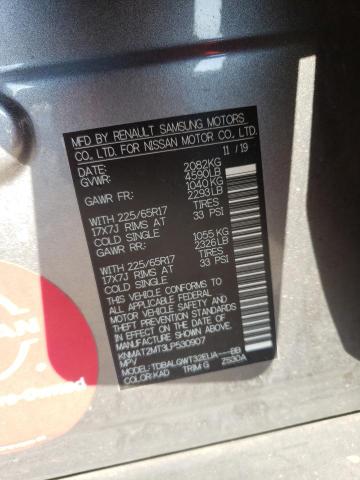 MFD BY RENAULT SAMSUNG MOTORS
CO., LTD. FOR NISSAN MOTOR CO., LTD.
DATE: 11 / 19
GVWR: 2082KG
4590LB
GAWR FR: 1040 KG
2293LB
WITH 225/65R17 TIRES
17X7J RIMS AT 33 PSI
COLD SINGLE
GAWR RR: 1055 KG
2326LB
WITH 225/65R17 TIRES
17X7J RIMS AT 33 PSI
COLD SINGLE
THIS VEHICLE CONFORMS TO
ALL APPLICABLE FEDERAL
MOTOR VEHICLE SAFETY AND
BUMPER STANDARDS IN EFFECT
ON THE DATE OF MANUFACTURE
SHOWN ABOVE.
KNMAT2MT3LP530907
MPV
MODEL: TDBALGWT32EUA---BB
COLOR: KAD TRIM: G Z530A